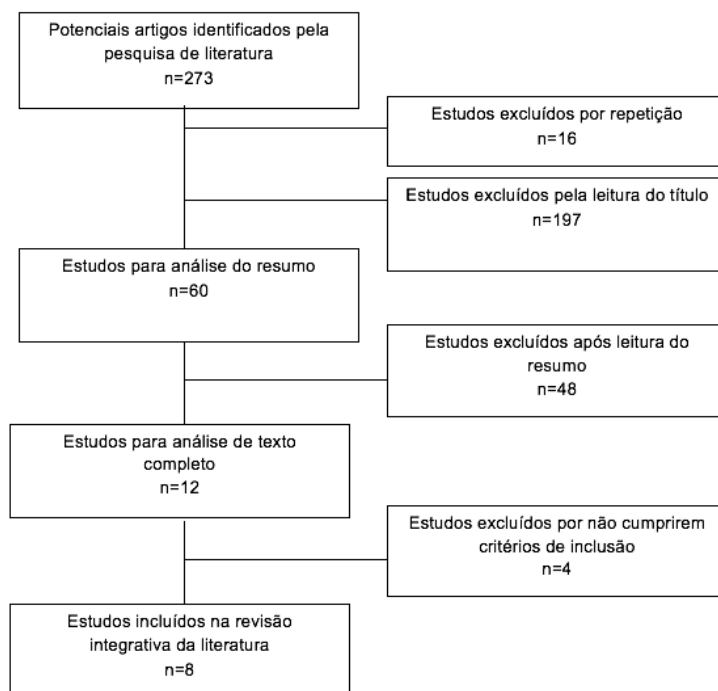 Potenciais artigos identificados pela
pesquisa de literatura
n=273
Estudos excluídos por repetição
n=16
Estudos excluídos pela leitura do título
n=197
Estudos para análise do resumo
n=60
Estudos excluídos após leitura do
resumo
n=48
Estudos para análise de texto
completo
n=12
Estudos excluídos por não cumprirem
critérios de inclusão
n=4
Estudos incluídos na revisão
integrativa da literatura
n=8